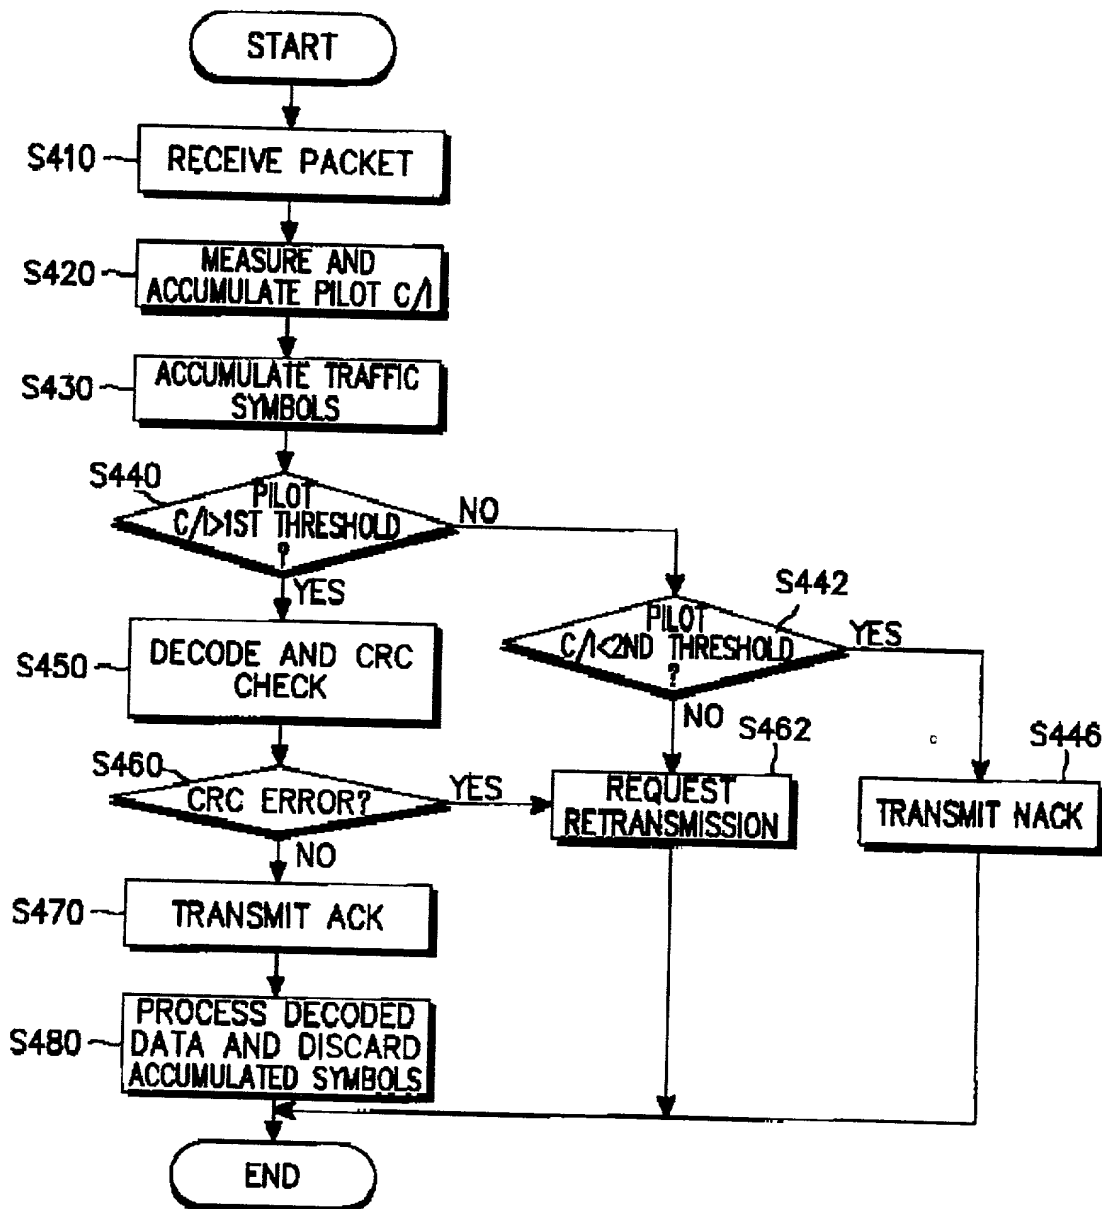 START
S410
RECEIVE PACKET
S420
MEASURE AND
ACCUMULATE PILOT C/I
S430
ACCUMULATE TRAFFIC
SYMBOLS
S440
PILOT
C/I>1ST THRESHOLD
?
NO
YES
S442
PILOT
C/I<2ND THRESHOLD
?
YES
NO
S450
DECODE AND CRC
CHECK
S460
CRC ERROR?
YES
NO
S462
REQUEST
RETRANSMISSION
S446
TRANSMIT NACK
S470
TRANSMIT ACK
S480
PROCESS DECODED
DATA AND DISCARD
ACCUMULATED SYMBOLS
END